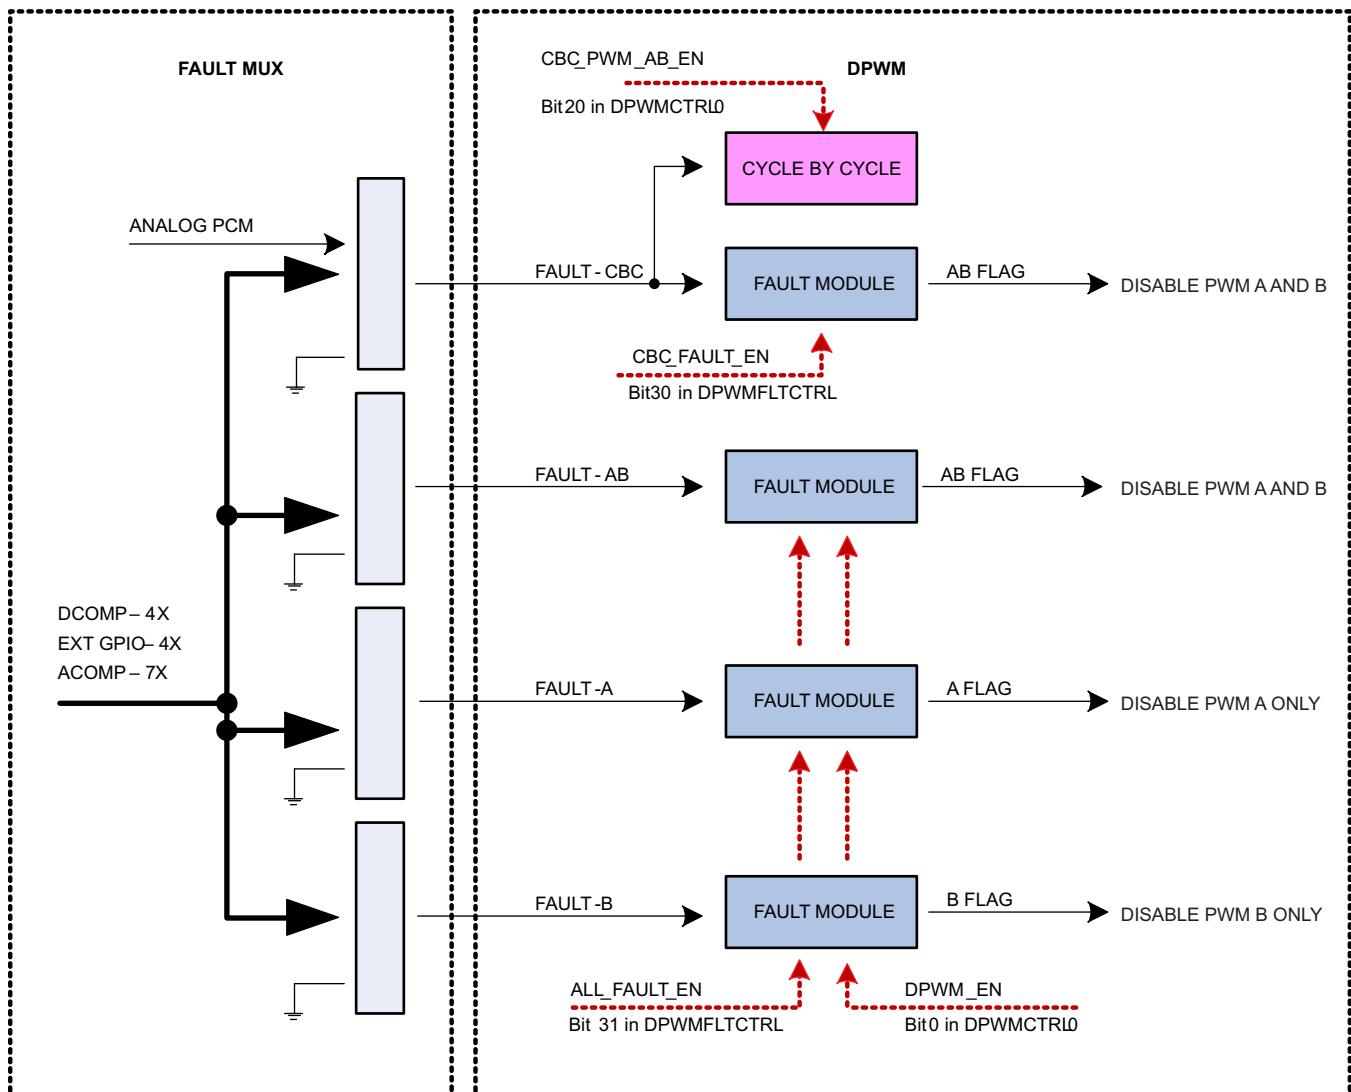 FAULT MUX
DPWM
CBC_PWM_AB_EN
Bit20 in DPWMCTRL0
CYCLE BY CYCLE
ANALOG PCM
FAULT - CBC
FAULT MODULE
AB FLAG
DISABLE PWM A AND B
CBC_FAULT_EN
Bit30 in DPWMFLTCTRL
FAULT - AB
FAULT MODULE
AB FLAG
DISABLE PWM A AND B
DCOMP – 4X
EXT GPIO – 4X
ACOMP – 7X
FAULT -A
FAULT MODULE
A FLAG
DISABLE PWM A ONLY
FAULT -B
FAULT MODULE
B FLAG
DISABLE PWM B ONLY
ALL_FAULT_EN
Bit 31 in DPWMFLTCTRL
DPWM_EN
Bit0 in DPWMCTRL0